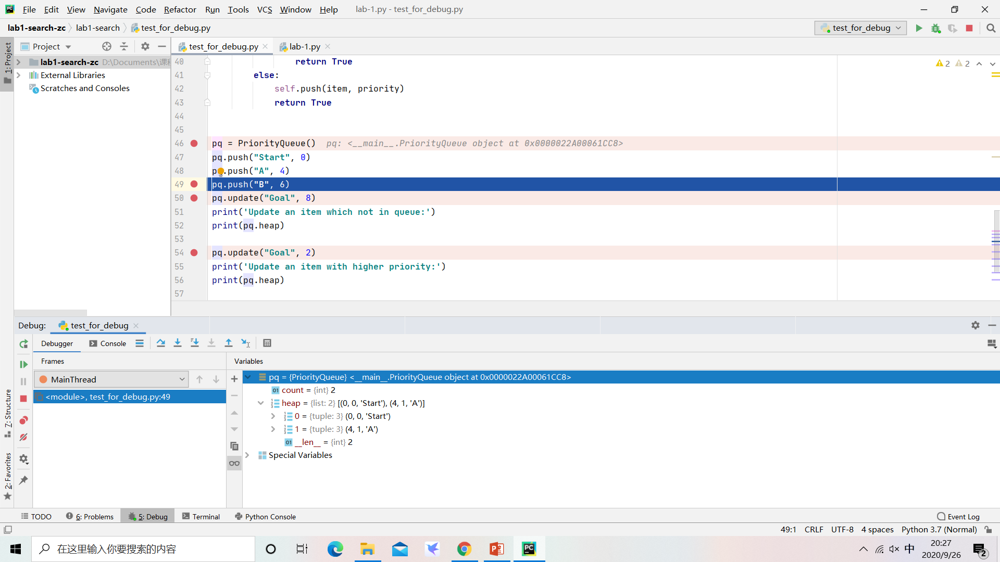 File Edit View Navigate Code Refactor Run Tools VCS Window Help lab-1.py - test_for_debug.py
lab1-search-zc lab1-search test_for_debug.py test_for_debug
1: Project
Project
test_for_debug.py lab-1.py
lab1-search-zc D:\Documents\课
External Libraries
Scratches and Consoles
2 2
40 return True
41 else:
42 self.push(item, priority)
43 return True
44
45
46 pq = PriorityQueue() pq: <__main__.PriorityQueue object at 0x0000022A00061CC8>
47 pq.push("Start", 0)
48 pq.push("A", 4)
49 pq.push("B", 6)
50 pq.update("Goal", 8)
51 print('Update an item which not in queue:')
52 print(pq.heap)
53
54 pq.update("Goal", 2)
55 print('Update an item with higher priority:')
56 print(pq.heap)
57
Debug: test_for_debug
Debugger Console
Frames Variables
MainThread
<module>, test_for_debug.py:49
pq = {PriorityQueue} <__main__.PriorityQueue object at 0x0000022A00061CC8>
count = {int} 2
heap = {list: 2} [(0, 0, 'Start'), (4, 1, 'A')]
0 = {tuple: 3} (0, 0, 'Start')
1 = {tuple: 3} (4, 1, 'A')
__len__ = {int} 2
Special Variables
7: Structure
2: Favorites
TODO 6: Problems 5: Debug Terminal Python Console Event Log
49:1 CRLF UTF-8 4 spaces Python 3.7 (Normal)
在这里输入你要搜索的内容
中
20:27
2020/9/26
2